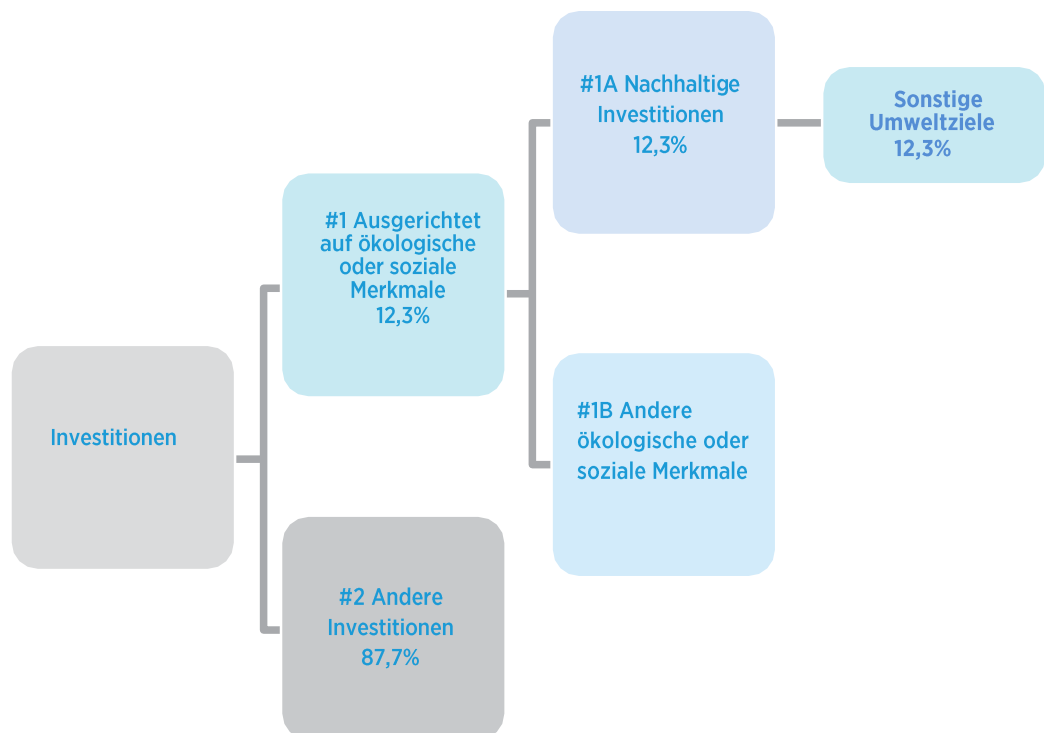 #1A Nachhaltige
Investitionen
12,3%
Sonstige
Umweltziele
12,3%
#1 Ausgerichtet
auf ökologische
oder soziale
Merkmale
12,3%
Investitionen
#1B Andere
ökologische oder
soziale Merkmale
#2 Andere
Investitionen
87,7%